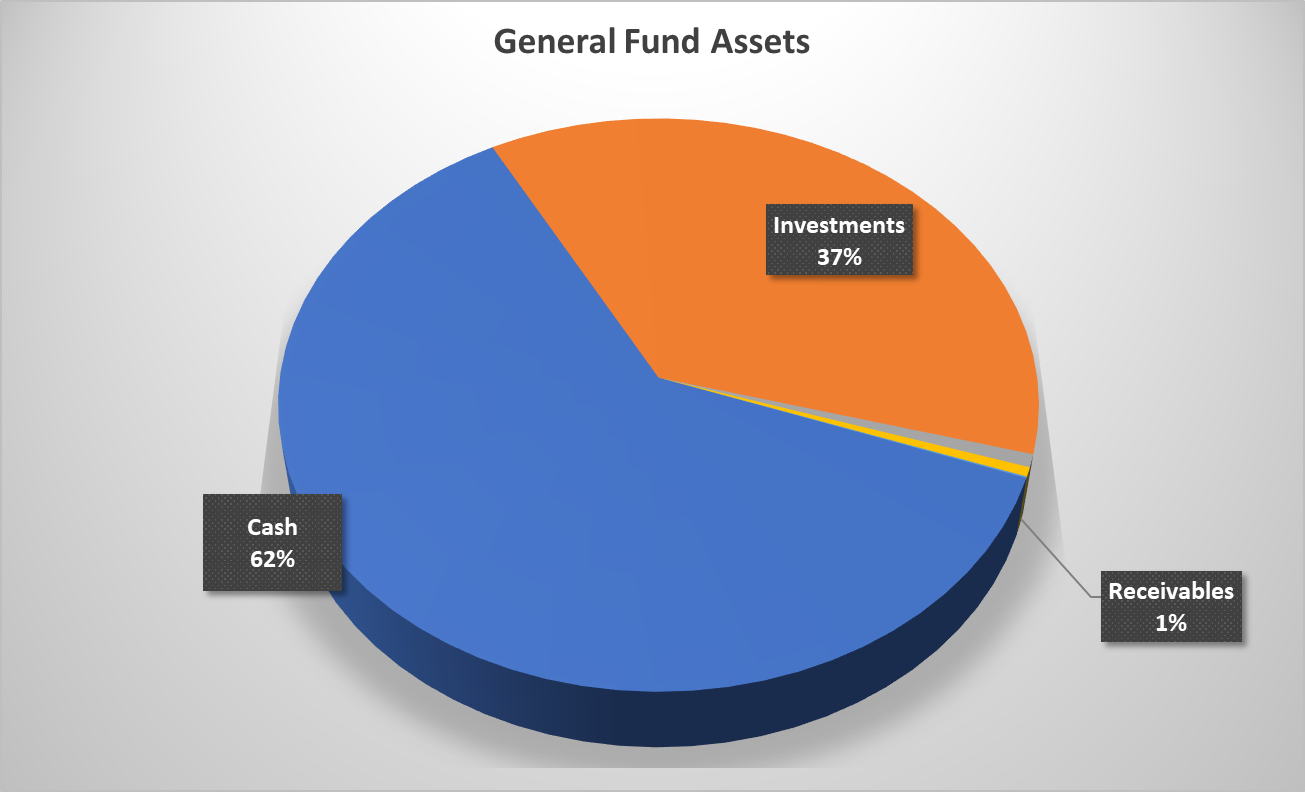 General Fund Assets
Investments
37%
Cash
62%
Receivables
1%